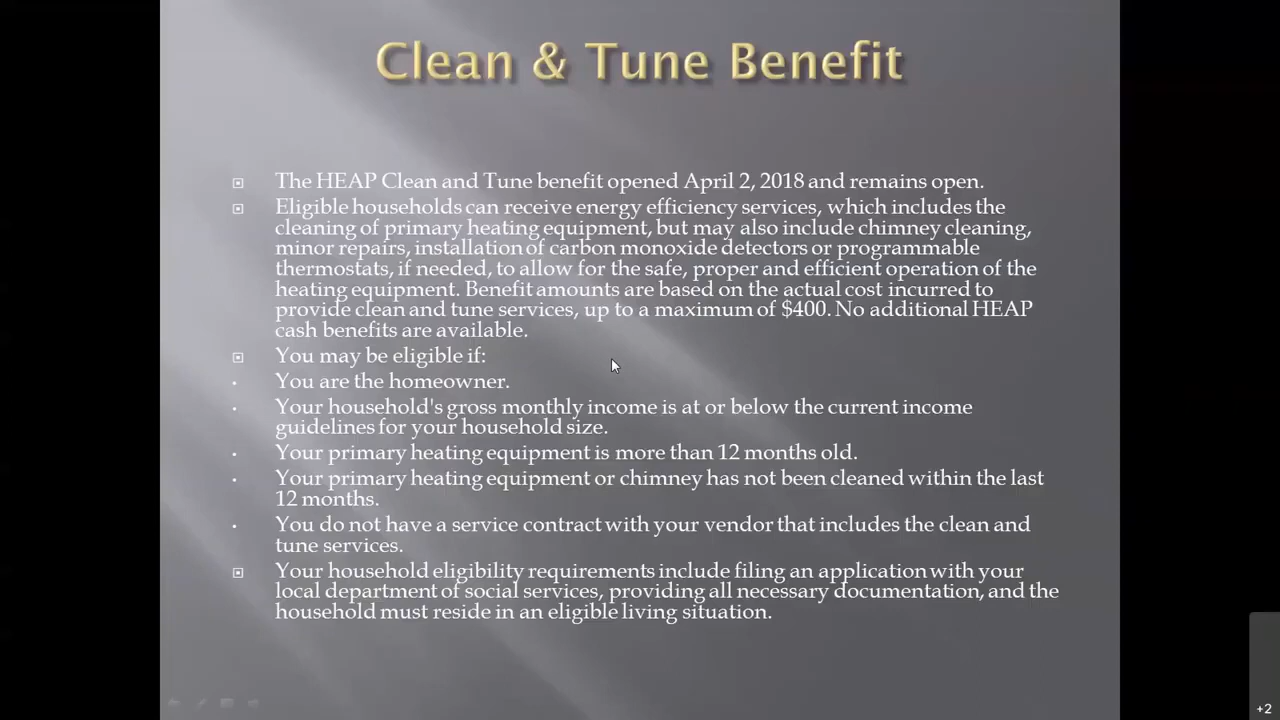 Clean & Tune Benefit
The HEAP Clean and Tune benefit opened April 2, 2018 and remains open.
Eligible households can receive energy efficiency services, which includes the
cleaning of primary heating equipment, but may also include chimney cleaning,
minor repairs, installation of carbon monoxide detectors or programmable
thermostats, if needed, to allow for the safe, proper and efficient operation of the
heating equipment. Benefit amounts are based on the actual cost incurred to
provide clean and tune services, up to a maximum of $400. No additional HEAP
cash benefits are available.
You may be eligible if:
You are the homeowner.
Your household's gross monthly income is at or below the current income
guidelines for your household size.
Your primary heating equipment is more than 12 months old.
Your primary heating equipment or chimney has not been cleaned within the last
12 months.
You do not have a service contract with your vendor that includes the clean and
tune services.
Your household eligibility requirements include filing an application with your
local department of social services, providing all necessary documentation, and the
household must reside in an eligible living situation.
+2